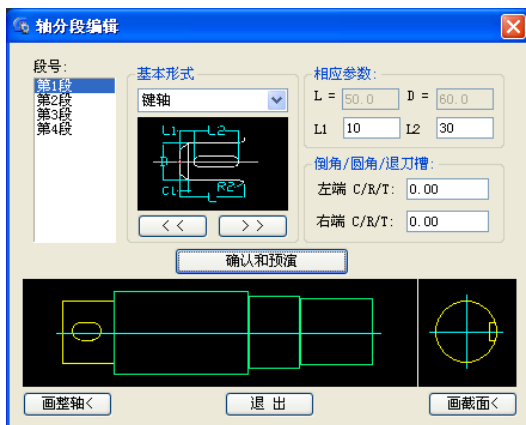 轴分段编辑
段号:
第1段
第2段
第3段
第4段
基本形式
键轴
L1 L2
D
C1 R2
<< >>
相应参数:
L = 50.0 D = 60.0
L1 10 L2 30
倒角/圆角/退刀槽:
左端 C/R/T: 0.00
右端 C/R/T: 0.00
确认和预演
画整轴< 退 出 画截面<